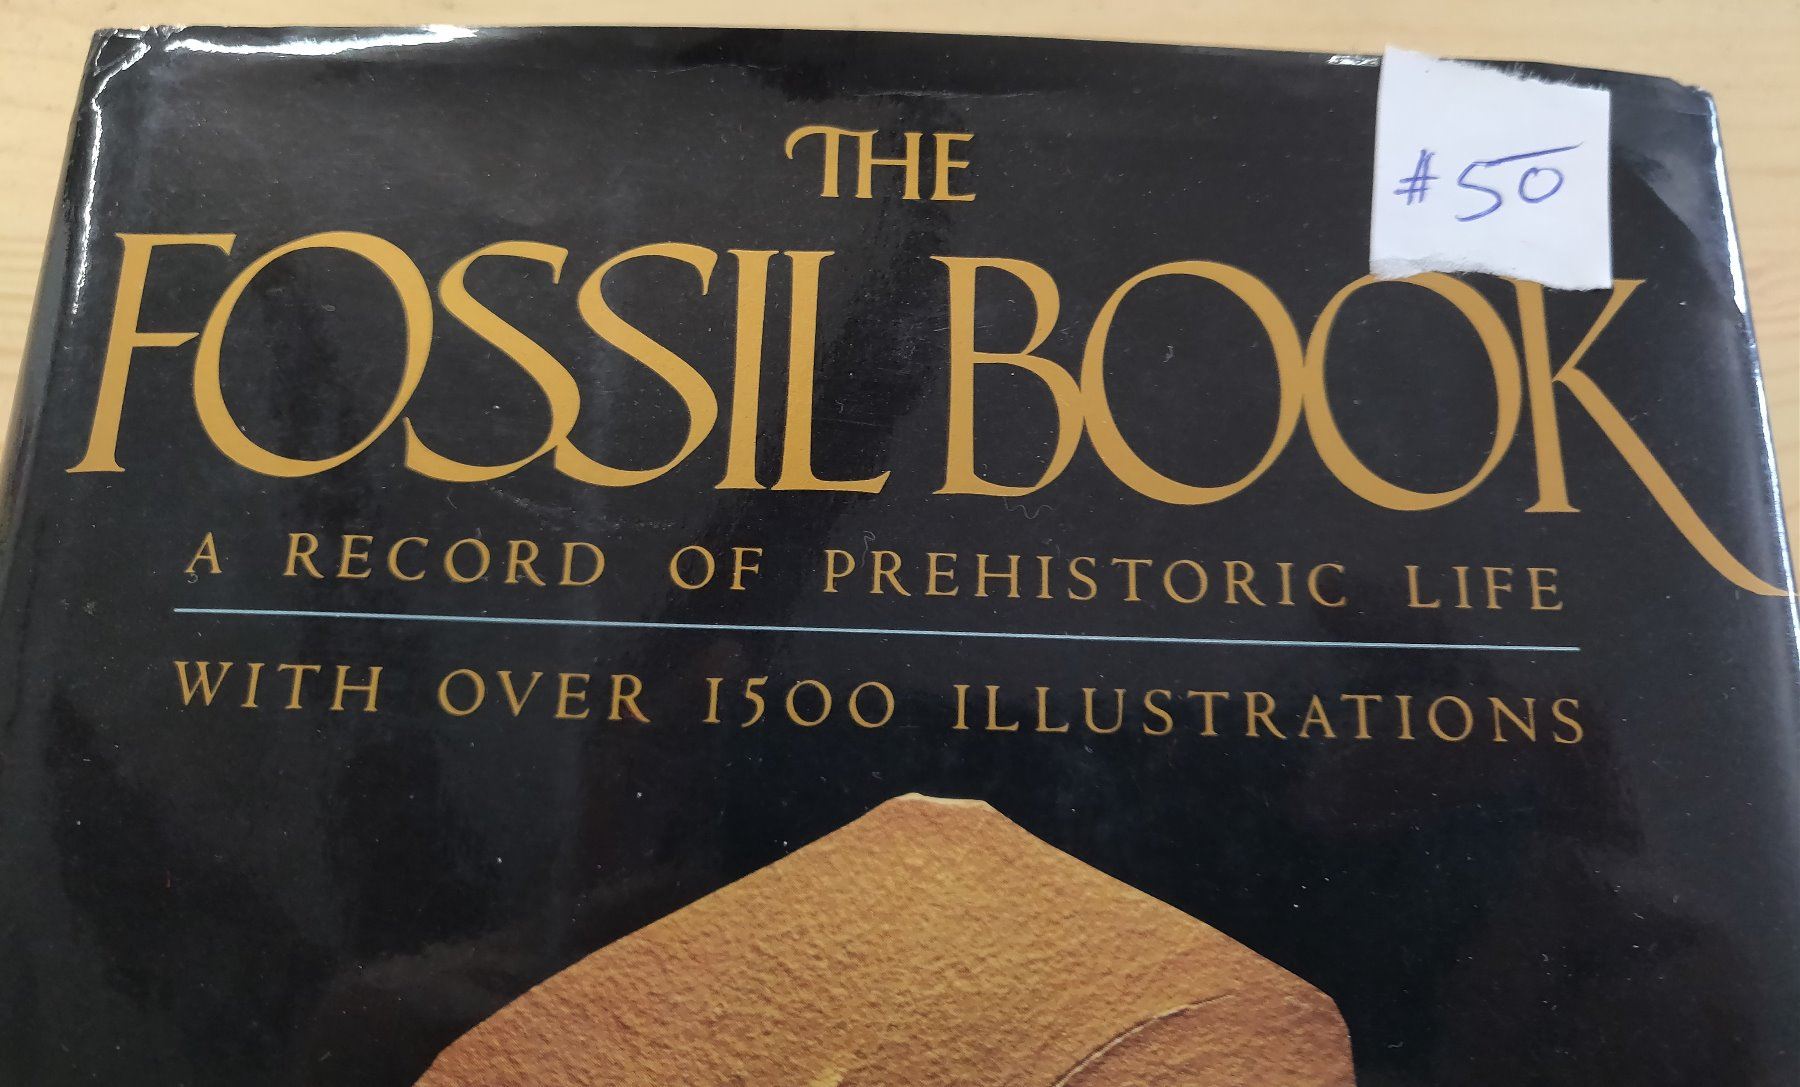 #50
THE
FOSSIL BOOK
A RECORD OF PREHISTORIC LIFE
WITH OVER 1500 ILLUSTRATIONS